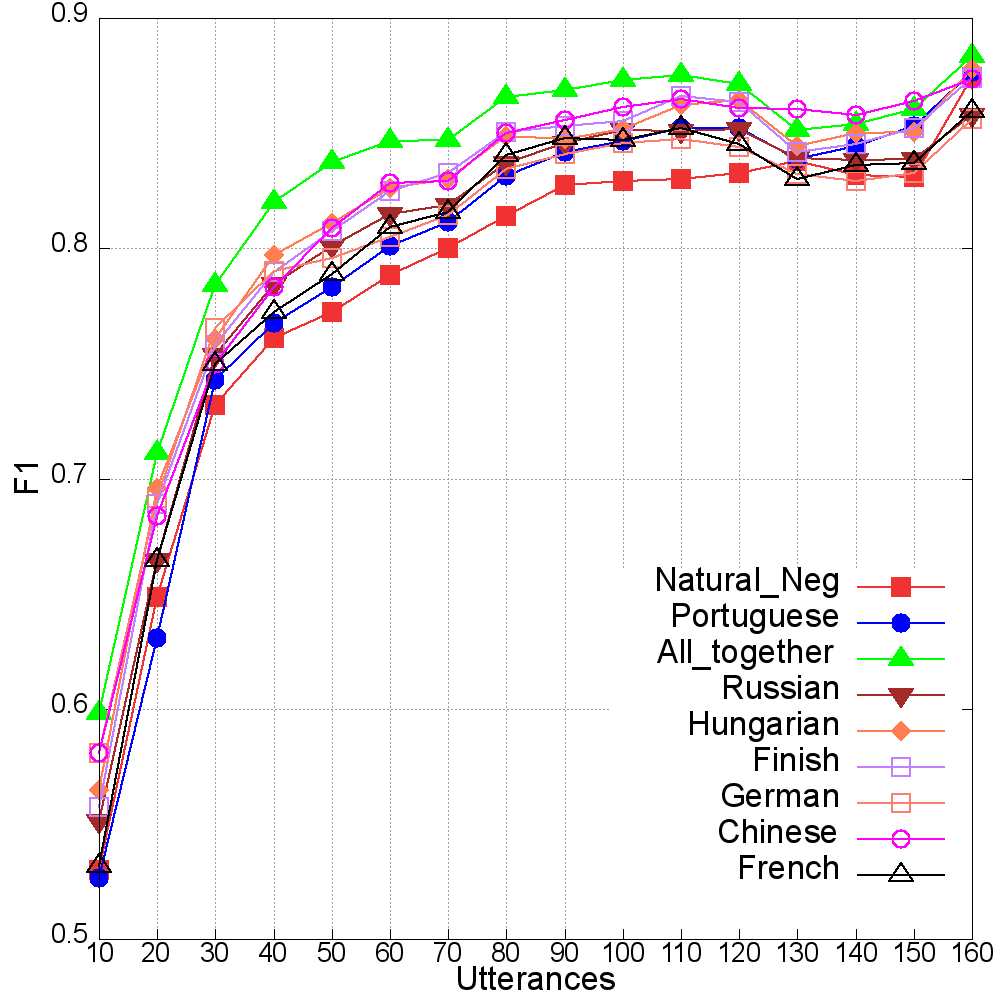 0.9
0.8
0.7
0.6
0.5
F1
Natural_Neg
Portuguese
All_together
Russian
Hungarian
Finish
German
Chinese
French
10 20 30 40 50 60 70 80 90 100 110 120 130 140 150 160
Utterances